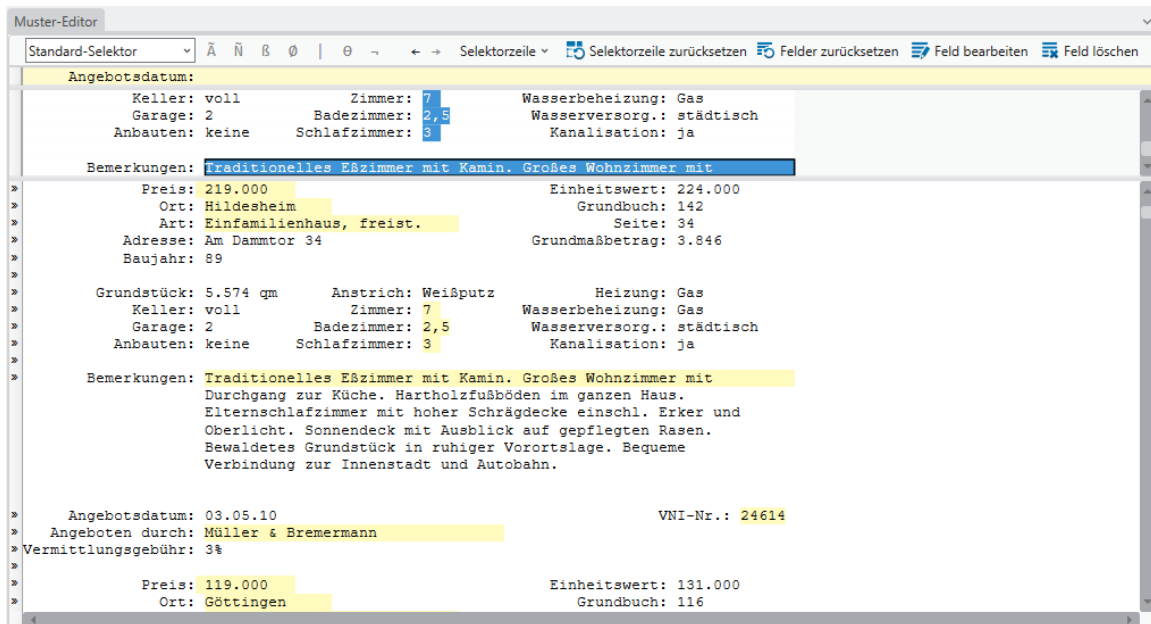 Muster-Editor
Standard-Selektor Ã Ñ ß Ø | θ ¬ ← → Selektorzeile Selektorzeile zurücksetzen Felder zurücksetzen Feld bearbeiten Feld löschen
Angebotsdatum:
Keller: voll Zimmer: 7 Wasserbeheizung: Gas
Garage: 2 Badezimmer: 2,5 Wasserversorg.: städtisch
Anbauten: keine Schlafzimmer: 3 Kanalisation: ja
Bemerkungen: Traditionelles Eßzimmer mit Kamin. Großes Wohnzimmer mit
» Preis: 219.000 Einheitswert: 224.000
» Ort: Hildesheim Grundbuch: 142
» Art: Einfamilienhaus, freist. Seite: 34
» Adresse: Am Dammtor 34 Grundmaßbetrag: 3.846
» Baujahr: 89
»
» Grundstück: 5.574 qm Anstrich: Weißputz Heizung: Gas
» Keller: voll Zimmer: 7 Wasserbeheizung: Gas
» Garage: 2 Badezimmer: 2,5 Wasserversorg.: städtisch
» Anbauten: keine Schlafzimmer: 3 Kanalisation: ja
»
» Bemerkungen: Traditionelles Eßzimmer mit Kamin. Großes Wohnzimmer mit
Durchgang zur Küche. Hartholzfußböden im ganzen Haus.
Elternschlafzimmer mit hoher Schrägdecke einschl. Erker und
Oberlicht. Sonnendeck mit Ausblick auf gepflegten Rasen.
Bewaldetes Grundstück in ruhiger Vorortslage. Bequeme
Verbindung zur Innenstadt und Autobahn.
» Angebotsdatum: 03.05.10 VNI-Nr.: 24614
» Angeboten durch: Müller & Bremermann
» Vermittlungsgebühr: 3%
»
» Preis: 119.000 Einheitswert: 131.000
» Ort: Göttingen Grundbuch: 116